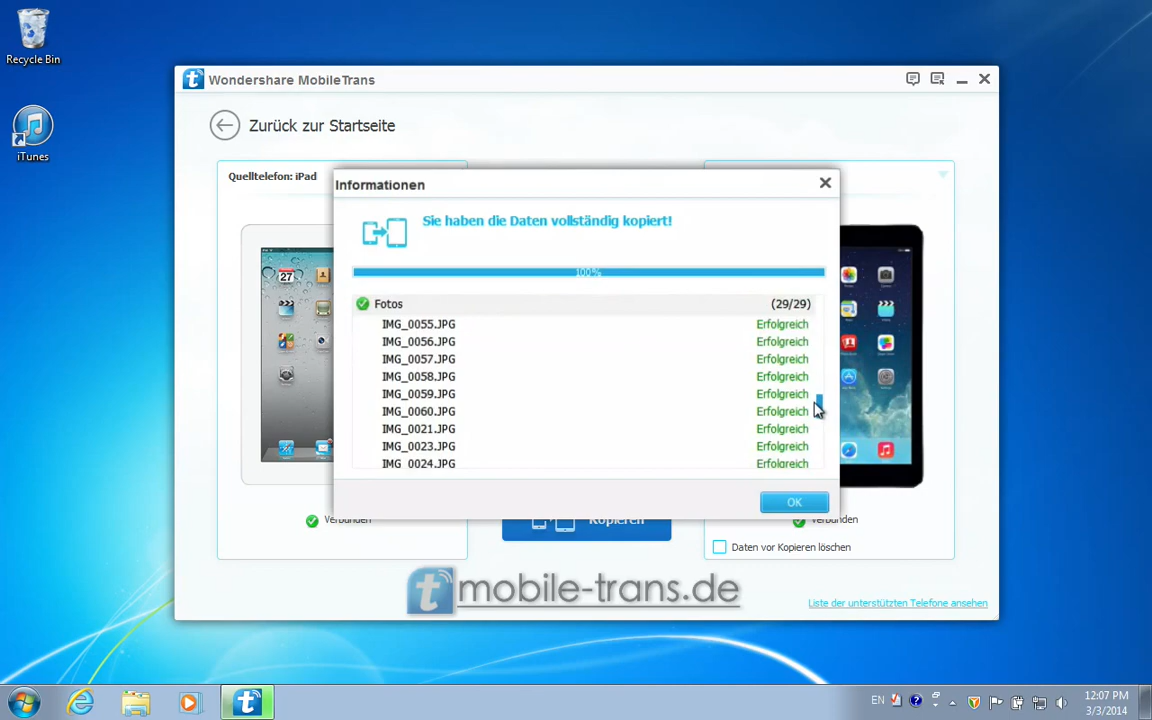 Recycle Bin
iTunes
Wondershare MobileTrans
Zurück zur Startseite
Quelltelefon: iPad
27
Informationen
Sie haben die Daten vollständig kopiert!
100%
Fotos (29/29)
IMG_0055.JPG Erfolgreich
IMG_0056.JPG Erfolgreich
IMG_0057.JPG Erfolgreich
IMG_0058.JPG Erfolgreich
IMG_0059.JPG Erfolgreich
IMG_0060.JPG Erfolgreich
IMG_0021.JPG Erfolgreich
IMG_0023.JPG Erfolgreich
IMG_0024.JPG Erfolgreich
OK
Verbunden
Kopieren
Verbunden
Daten vor Kopieren löschen
mobile-trans.de
Liste der unterstützten Telefone ansehen
EN
12:07 PM
3/3/2014